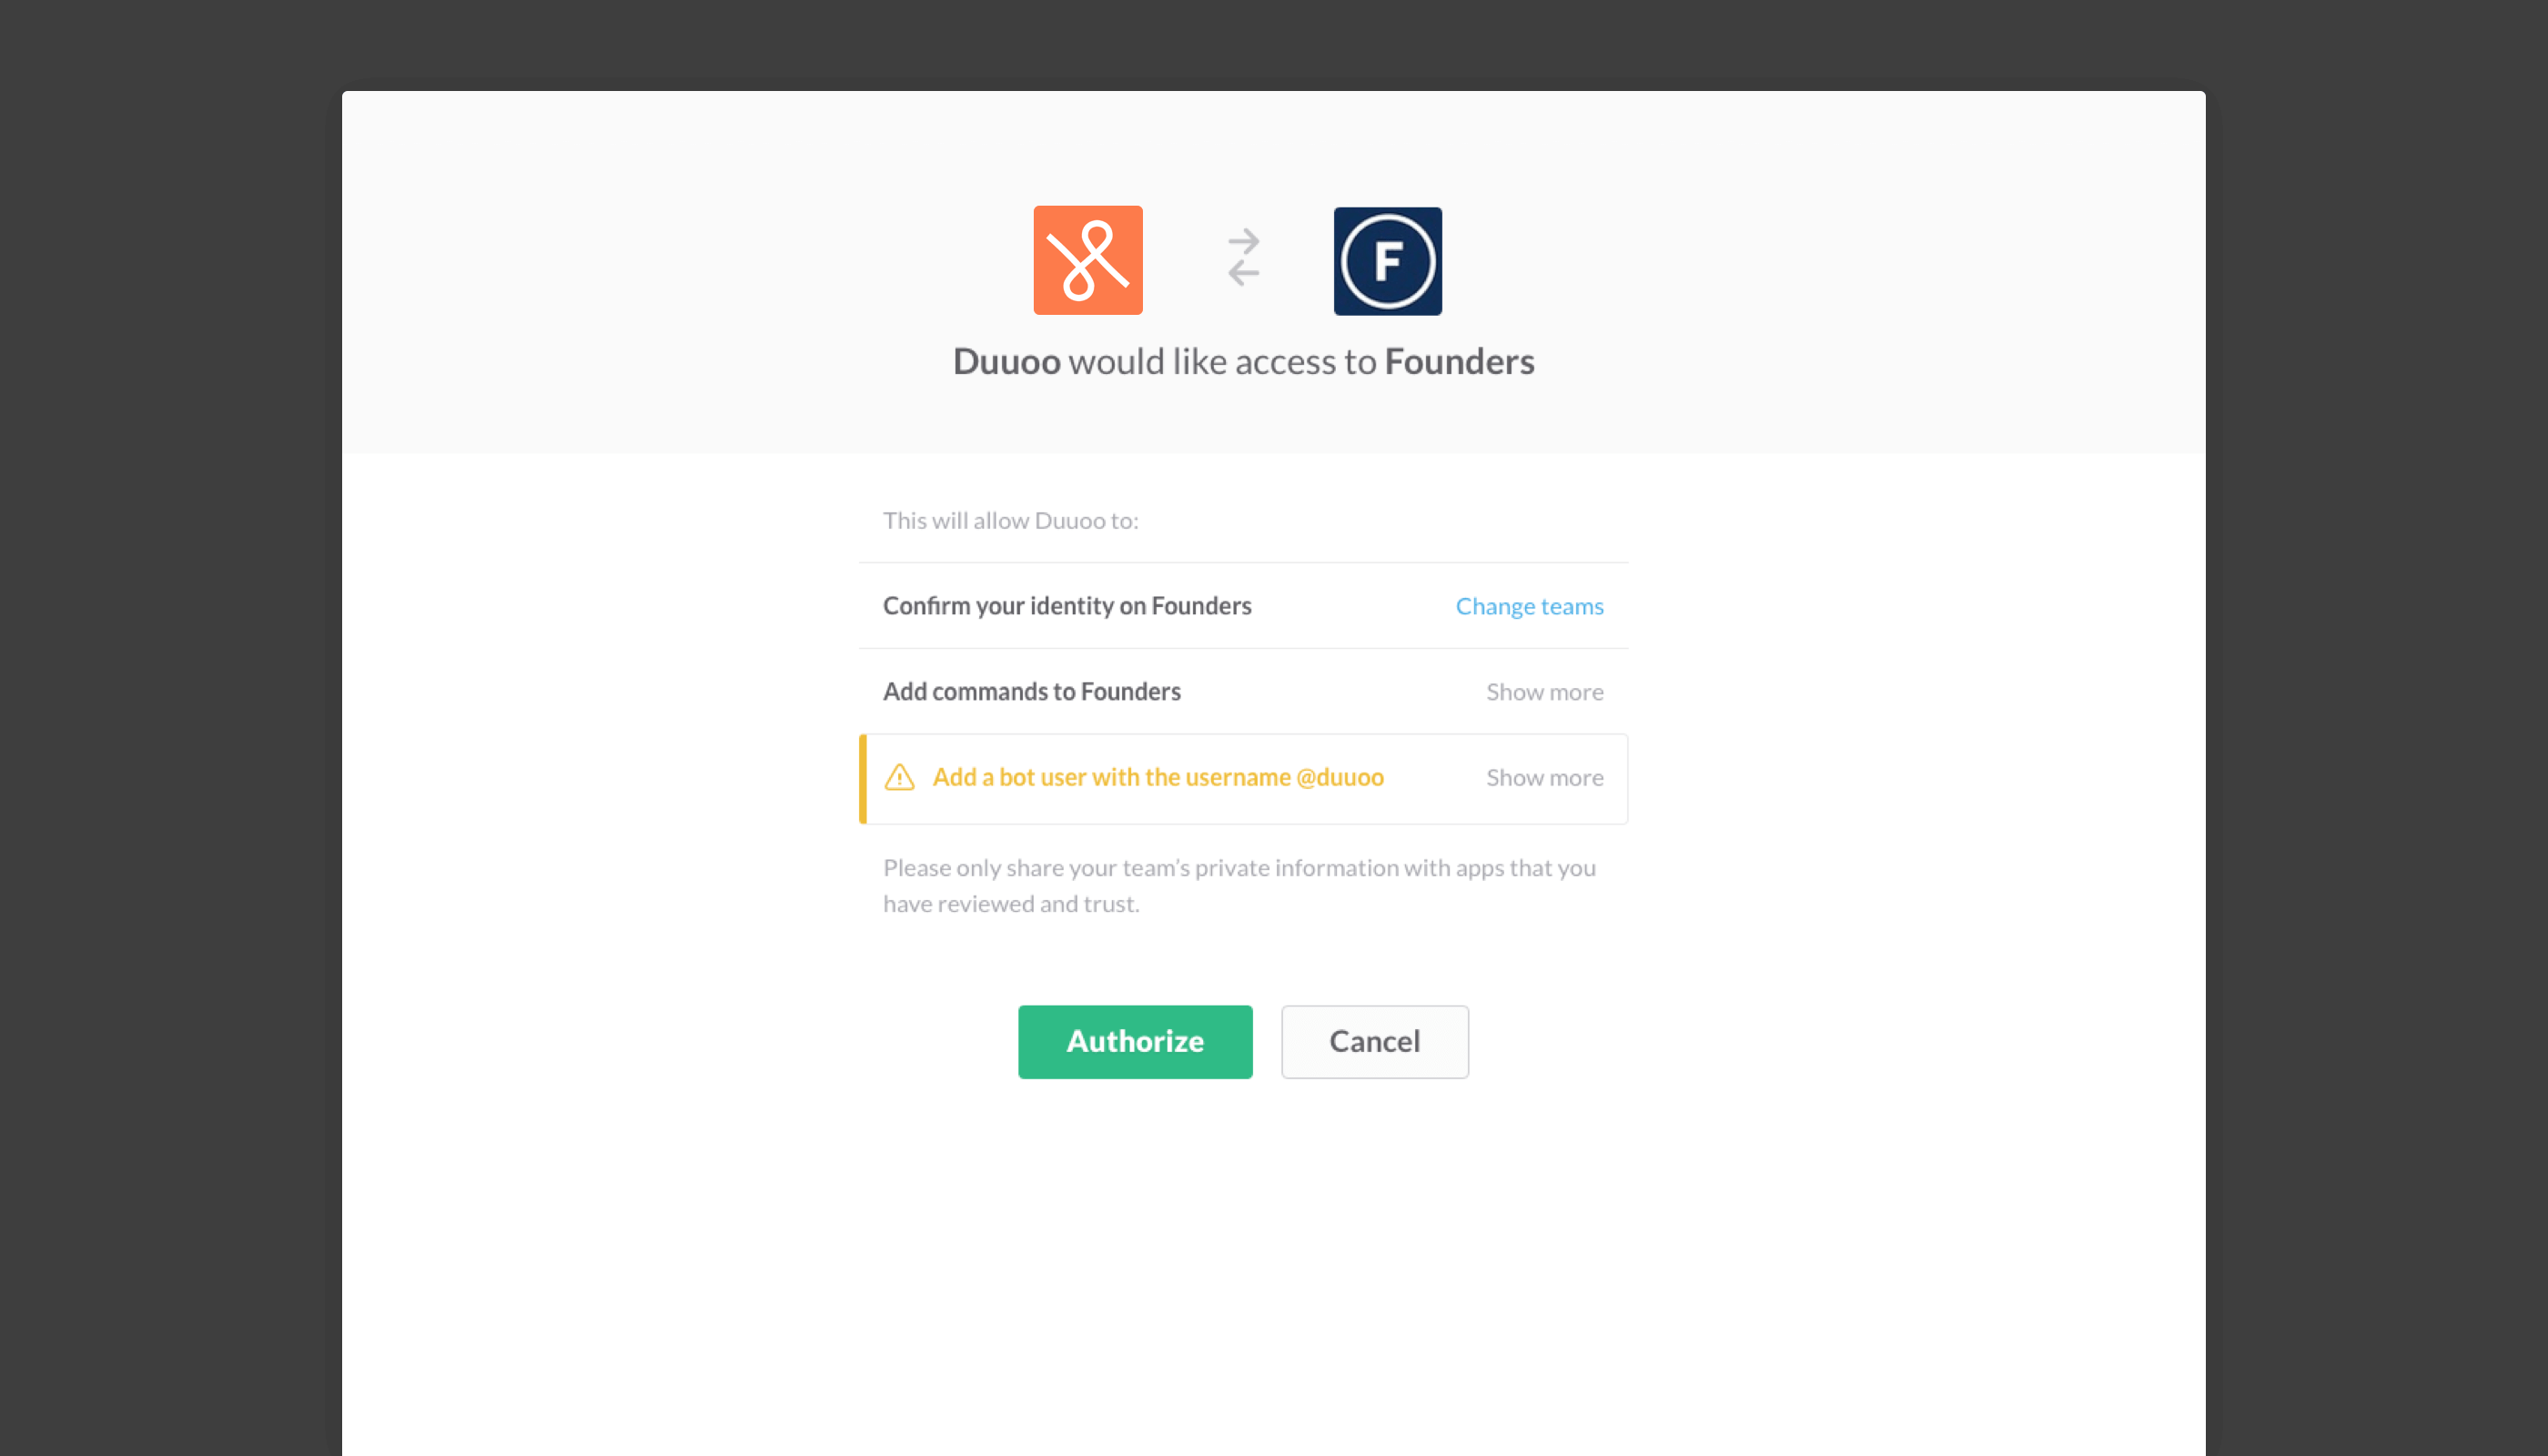 F
Duuoo would like access to Founders
This will allow Duuoo to:
Confirm your identity on Founders Change teams
Add commands to Founders Show more
Add a bot user with the username @duuoo Show more
Please only share your team’s private information with apps that you
have reviewed and trust.
Authorize Cancel